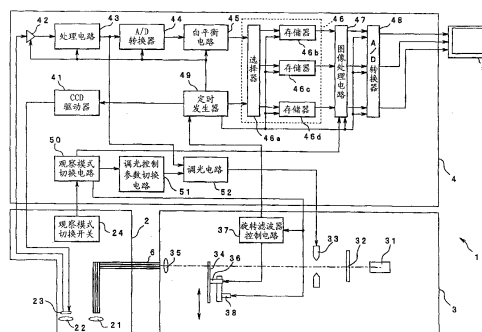 42
43
44
45
46
47
48
处理电路
A/D
转换器
白平衡
电路
选择器
存储器
46b
存储器
46c
存储器
46d
46a
图像处理电路
A/D转换器
41
CCD
驱动器
49
定时
发生器
50
观察模式
切换电路
调光控制
参数切换
电路
51
调光电路
52
4
观察模式
切换开关
24
2
6
35
34
36
37
旋转滤波器
控制电路
38
33
32
31
1
3
23
22
21